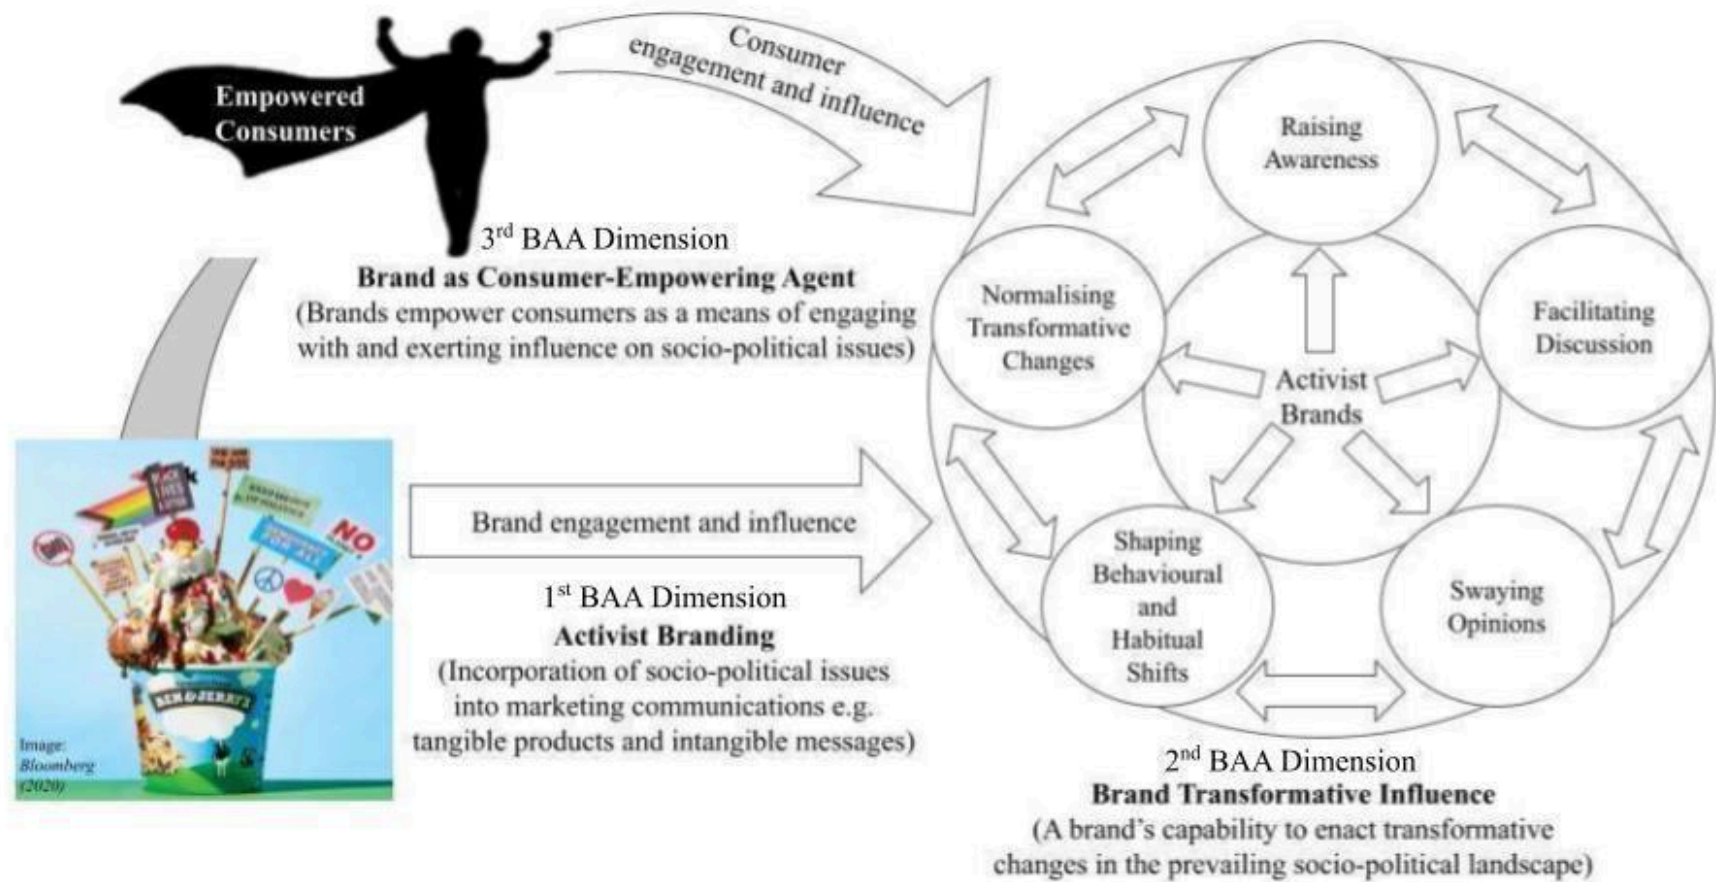 Empowered
Consumers
Consumer
engagement and influence
3rd BAA Dimension
Brand as Consumer-Empowering Agent
(Brands empower consumers as a means of engaging
with and exerting influence on socio-political issues)
Brand engagement and influence
1st BAA Dimension
Activist Branding
(Incorporation of socio-political issues
into marketing communications e.g.
tangible products and intangible messages)
NO
BEN & JERRY'S
Image:
Bloomberg
(2020)
Raising
Awareness
Normalising
Transformative
Changes
Facilitating
Discussion
Activist
Brands
Shaping
Behavioural
and
Habitual
Shifts
Swaying
Opinions
2nd BAA Dimension
Brand Transformative Influence
(A brand's capability to enact transformative
changes in the prevailing socio-political landscape)